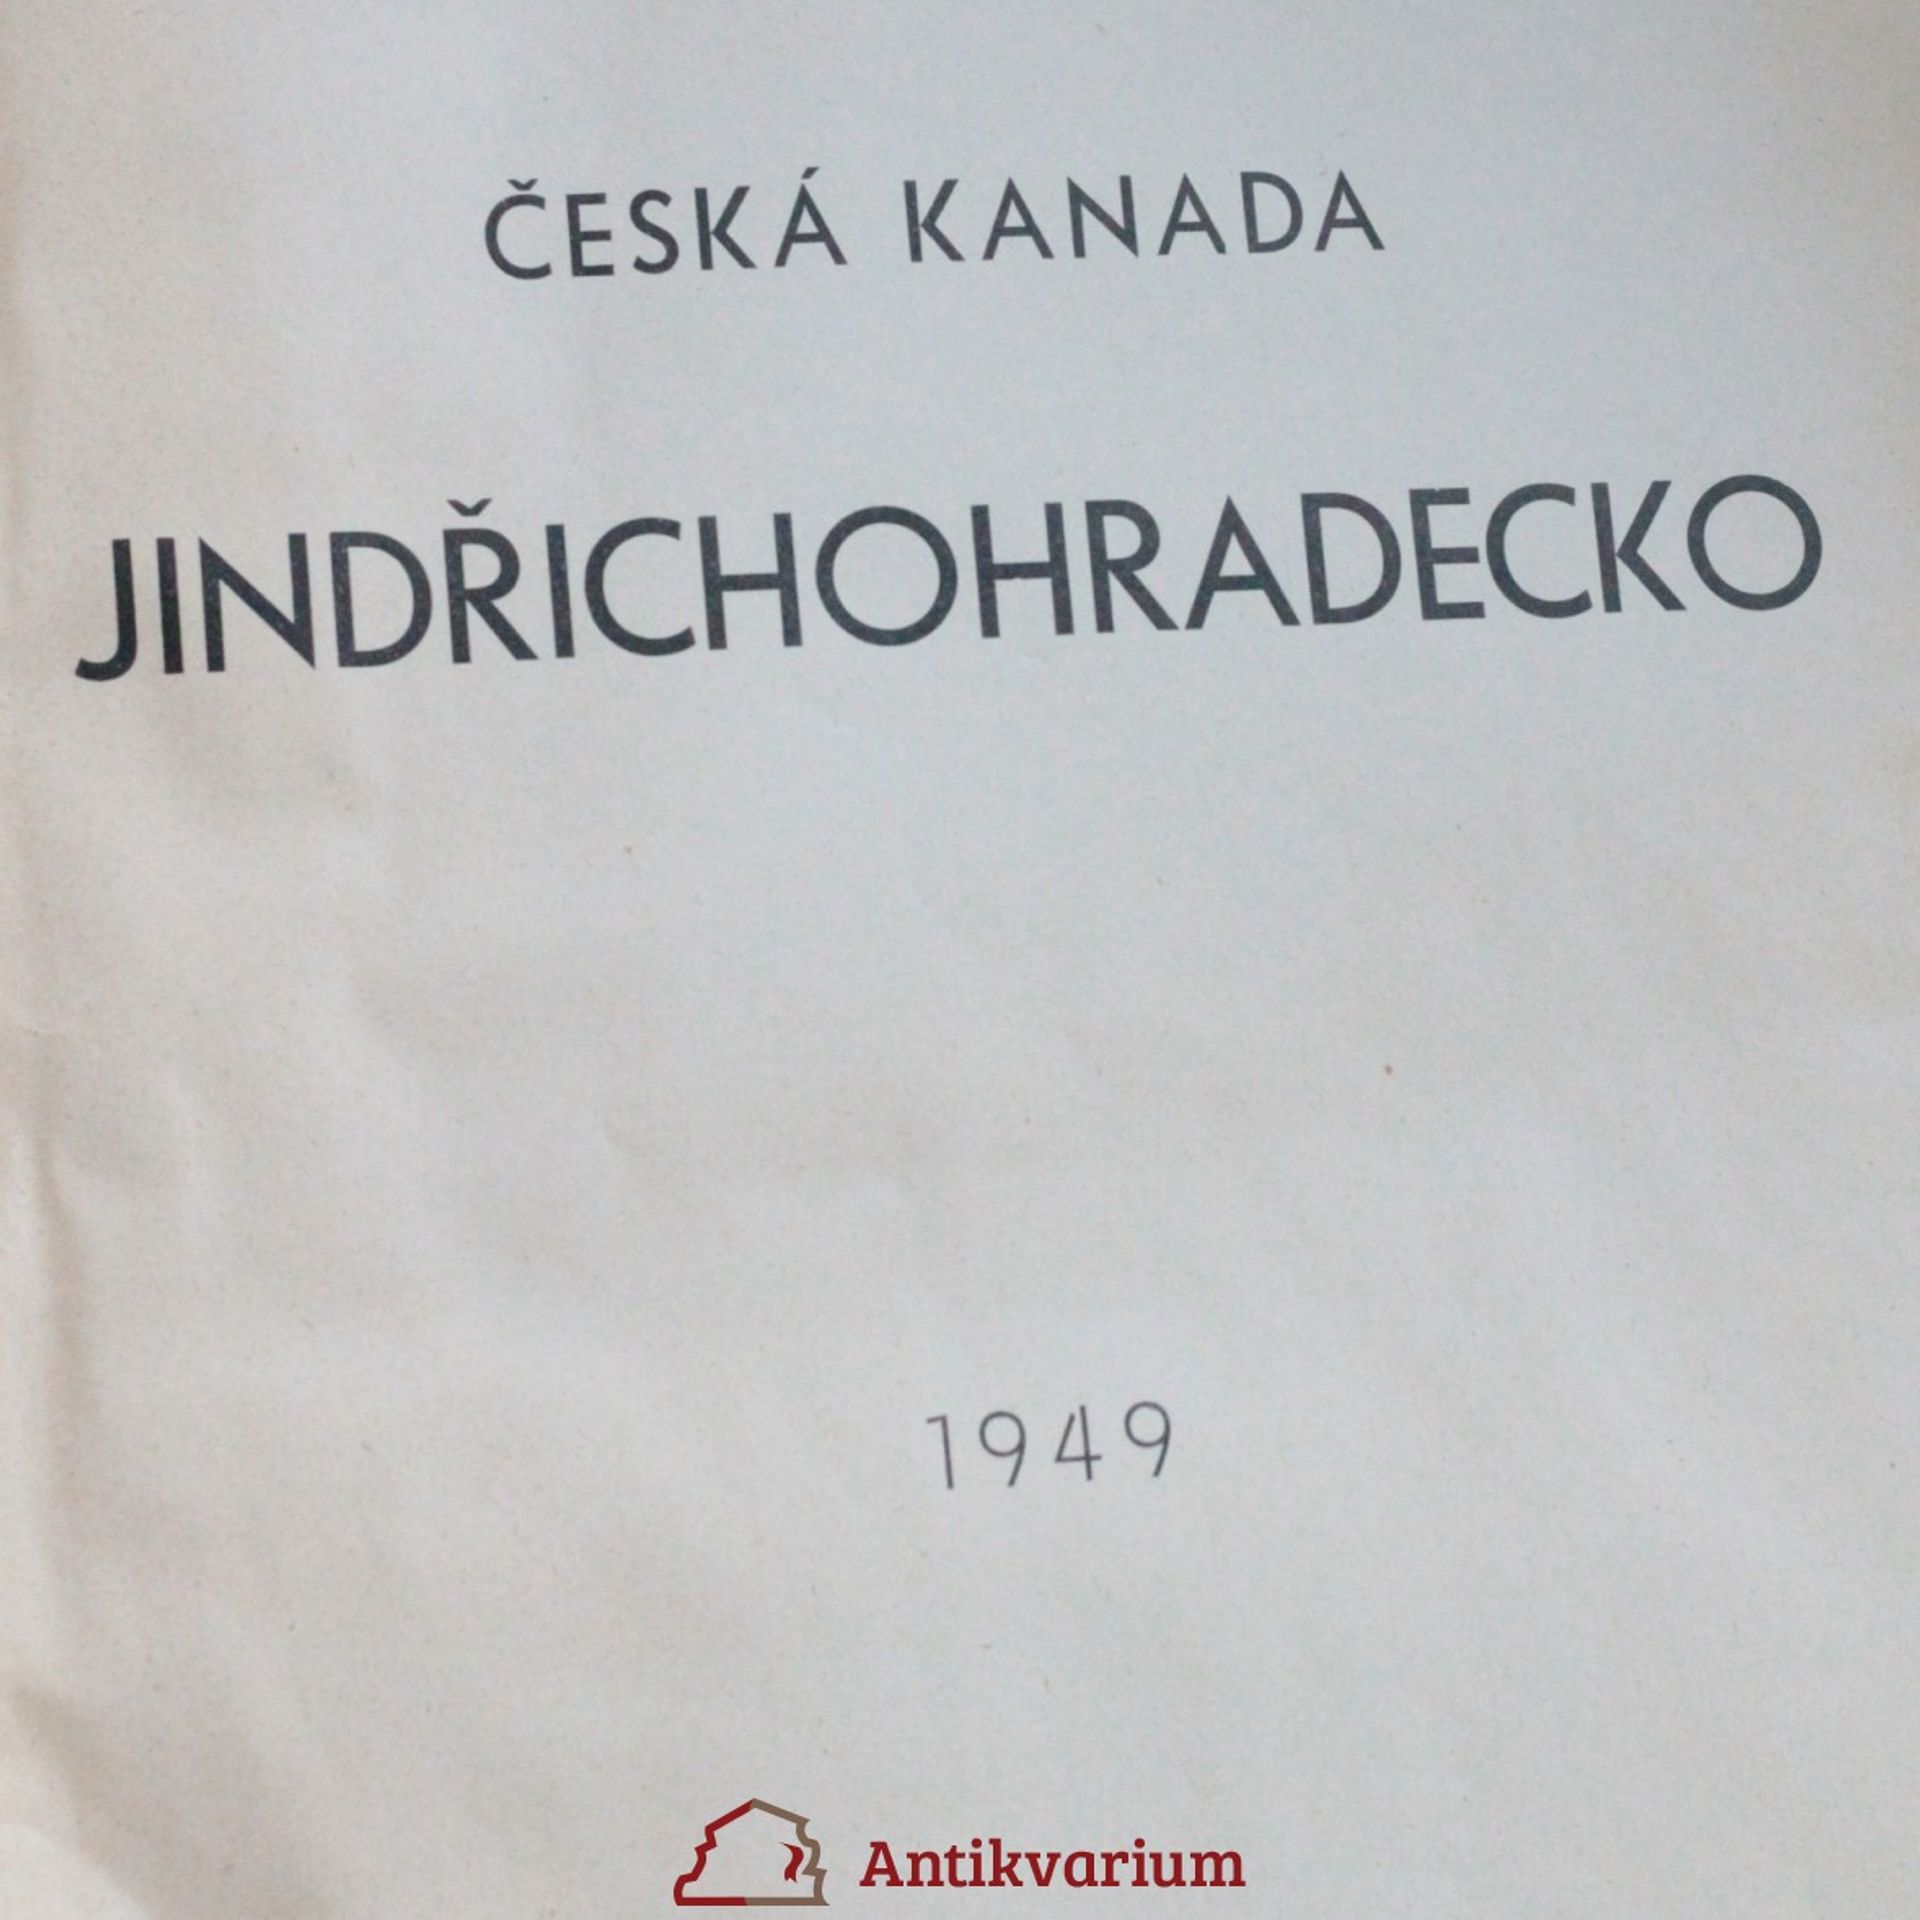 ČESKÁ KANADA
JINDŘICHOHRADECKO
1949
Antikvarium